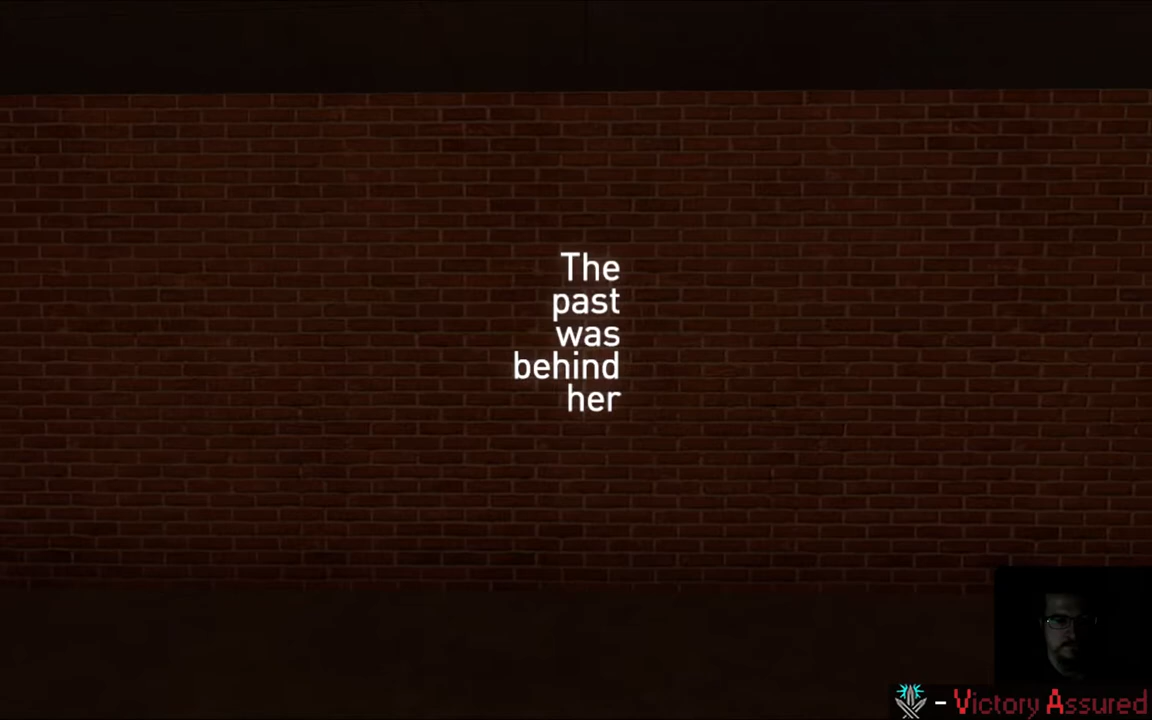 The
past
was
behind
her
- Victory Assured